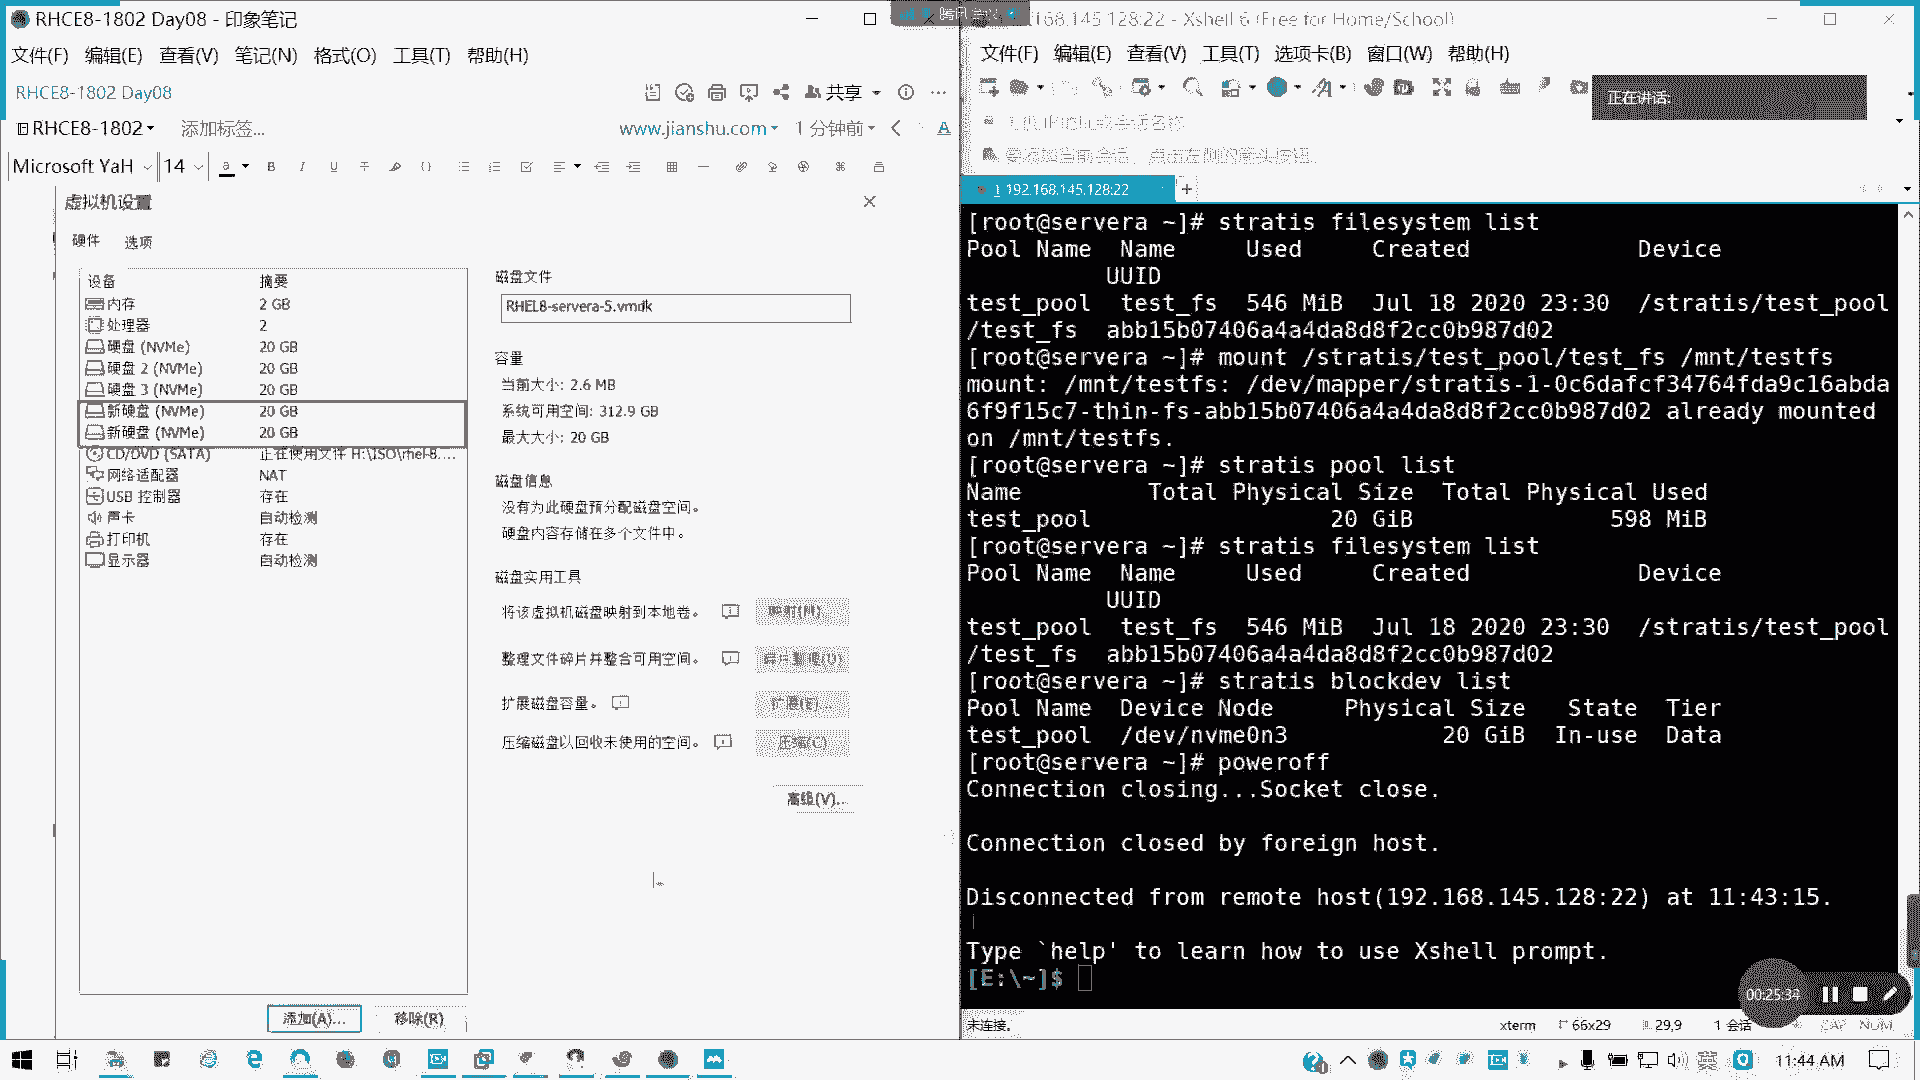 RHCE8-1802 Day08 - 印象笔记
文件(F) 编辑(E) 查看(V) 笔记(N) 格式(O) 工具(T) 帮助(H)
RHCE8-1802 Day08
共享
RHCE8-1802 添加标签...
www.jianshu.com 1 分钟前
Microsoft YaH 14
虚拟机设置
硬件 选项
设备 摘要
内存 2 GB
处理器 2
硬盘 (NVMe) 20 GB
硬盘 2 (NVMe) 20 GB
硬盘 3 (NVMe) 20 GB
新硬盘 (NVMe) 20 GB
新硬盘 (NVMe) 20 GB
CD/DVD (SATA) 正在使用文件 H:\ISO\rhel-8....
网络适配器 NAT
USB 控制器 存在
声卡 自动检测
打印机 存在
显示器 自动检测
添加(A)... 移除(R)
磁盘文件
RHEL8-servera-5.vmdk
容量
当前大小: 2.6 MB
系统可用空间: 312.9 GB
最大大小: 20 GB
磁盘信息
没有为此硬盘预分配磁盘空间。
硬盘内容存储在多个文件中。
磁盘实用工具
将该虚拟机磁盘映射到本地卷。 映射(M)...
整理文件碎片并整合可用空间。 碎片整理(D)
扩展磁盘容量。 扩展(E)...
压缩磁盘以回收未使用的空间。 压缩(C)
高级(V)...
腾讯会议
168.145.128:22 - Xshell 6 (Free for Home/School)
文件(F) 编辑(E) 查看(V) 工具(T) 选项卡(B) 窗口(W) 帮助(H)
正在讲话:
要添加当前会话，点击左侧的箭头按钮。
1 192.168.145.128:22
[root@servera ~]# stratis filesystem list
Pool Name  Name     Used     Created              Device
UUID
test_pool  test_fs  546 MiB  Jul 18 2020 23:30  /stratis/test_pool
/test_fs  abb15b07406a4a4da8d8f2cc0b987d02
[root@servera ~]# mount /stratis/test_pool/test_fs /mnt/testfs
mount: /mnt/testfs: /dev/mapper/stratis-1-0c6dafcf34764fda9c16abda
6f9f15c7-thin-fs-abb15b07406a4a4da8d8f2cc0b987d02 already mounted
on /mnt/testfs.
[root@servera ~]# stratis pool list
Name         Total Physical Size  Total Physical Used
test_pool                 20 GiB              598 MiB
[root@servera ~]# stratis filesystem list
Pool Name  Name     Used     Created              Device
UUID
test_pool  test_fs  546 MiB  Jul 18 2020 23:30  /stratis/test_pool
/test_fs  abb15b07406a4a4da8d8f2cc0b987d02
[root@servera ~]# stratis blockdev list
Pool Name  Device Node     Physical Size   State  Tier
test_pool  /dev/nvme0n3           20 GiB  In-use  Data
[root@servera ~]# poweroff
Connection closing...Socket close.
Connection closed by foreign host.
Disconnected from remote host(192.168.145.128:22) at 11:43:15.
Type `help' to learn how to use Xshell prompt.
[E:\~]$
00:25:34
未连接。 xterm 66x29 29,9 1 会话 CAP NUM
英 11:44 AM